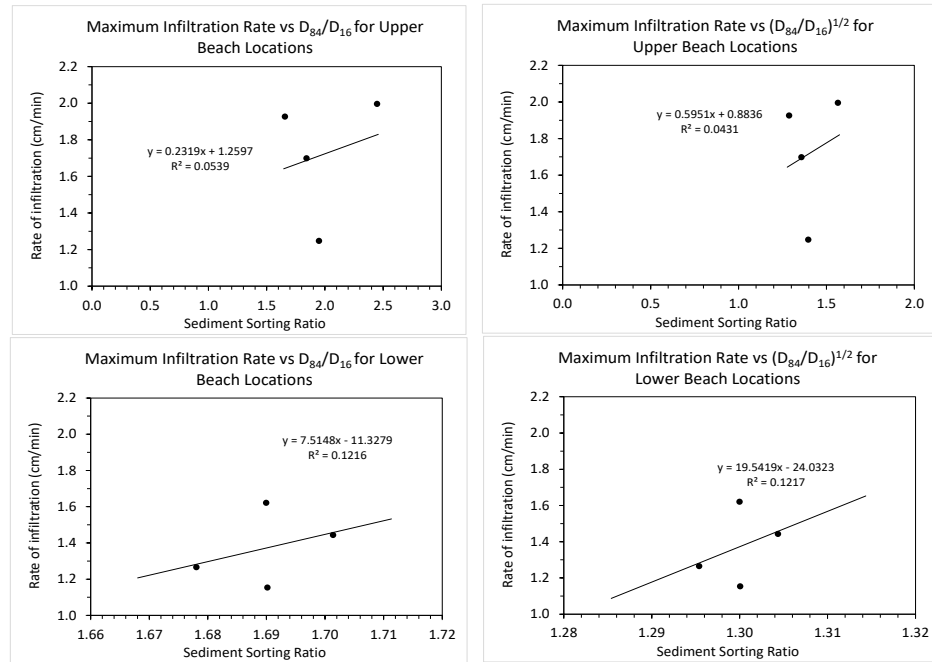 Maximum Infiltration Rate vs D₈₄/D₁₆ for Upper
Beach Locations
Rate of infiltration (cm/min)
2.2
2.0
1.8
1.6
1.4
1.2
1.0
y = 0.2319x + 1.2597
R² = 0.0539
0.0 0.5 1.0 1.5 2.0 2.5 3.0
Sediment Sorting Ratio
Maximum Infiltration Rate vs (D₈₄/D₁₆)¹/² for
Upper Beach Locations
Rate of infiltration (cm/min)
2.2
2.0
1.8
1.6
1.4
1.2
1.0
y = 0.5951x + 0.8836
R² = 0.0431
0.0 0.5 1.0 1.5 2.0
Sediment Sorting Ratio
Maximum Infiltration Rate vs D₈₄/D₁₆ for Lower
Beach Locations
Rate of infiltration (cm/min)
2.2
2.0
1.8
1.6
1.4
1.2
1.0
y = 7.5148x - 11.3279
R² = 0.1216
1.66 1.67 1.68 1.69 1.70 1.71 1.72
Sediment Sorting Ratio
Maximum Infiltration Rate vs (D₈₄/D₁₆)¹/² for
Lower Beach Locations
Rate of infiltration (cm/min)
2.2
2.0
1.8
1.6
1.4
1.2
1.0
y = 19.5419x - 24.0323
R² = 0.1217
1.28 1.29 1.30 1.31 1.32
Sediment Sorting Ratio